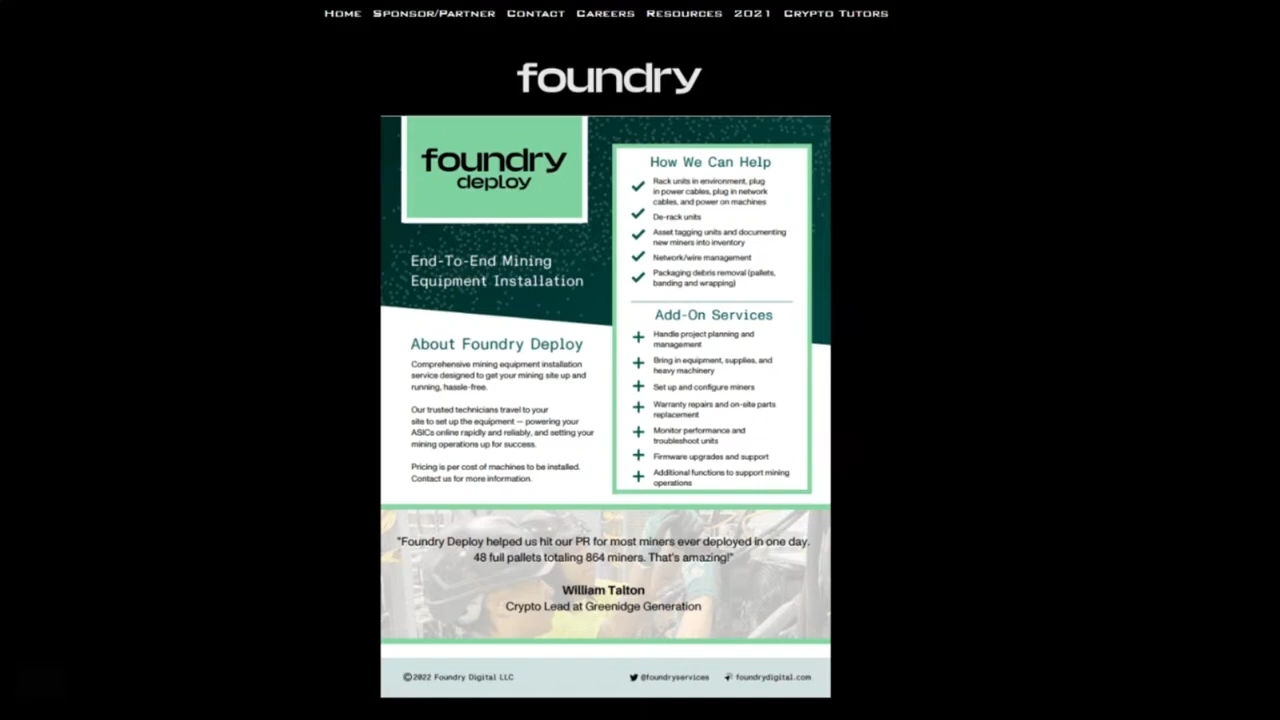 Home Sponsor/Partner Contact Careers Resources 2021 Crypto Tutors
foundry
foundry
deploy
End-To-End Mining
Equipment Installation
About Foundry Deploy
Comprehensive mining equipment installation
service designed to get your mining site up and
running, hassle-free.
Our trusted technicians travel to your
site to set up the equipment — powering your
ASICs online rapidly and reliably, and setting your
mining operations up for success.
Pricing is per cost of machines to be installed.
Contact us for more information.
How We Can Help
Rack units in environment, plug
in power cables, plug in network
cables, and power on machines
De-rack units
Asset tagging units and documenting
new miners into inventory
Network/wire management
Packaging debris removal (pallets,
banding and wrapping)
Add-On Services
Handle project planning and
management
Bring in equipment, supplies, and
heavy machinery
Set up and configure miners
Warranty repairs and on-site parts
replacement
Monitor performance and
troubleshoot units
Firmware upgrades and support
Additional functions to support mining
operations
"Foundry Deploy helped us hit our PR for most miners ever deployed in one day.
48 full pallets totaling 864 miners. That's amazing!"
William Talton
Crypto Lead at Greenidge Generation
©2022 Foundry Digital LLC
@foundryservices foundrydigital.com